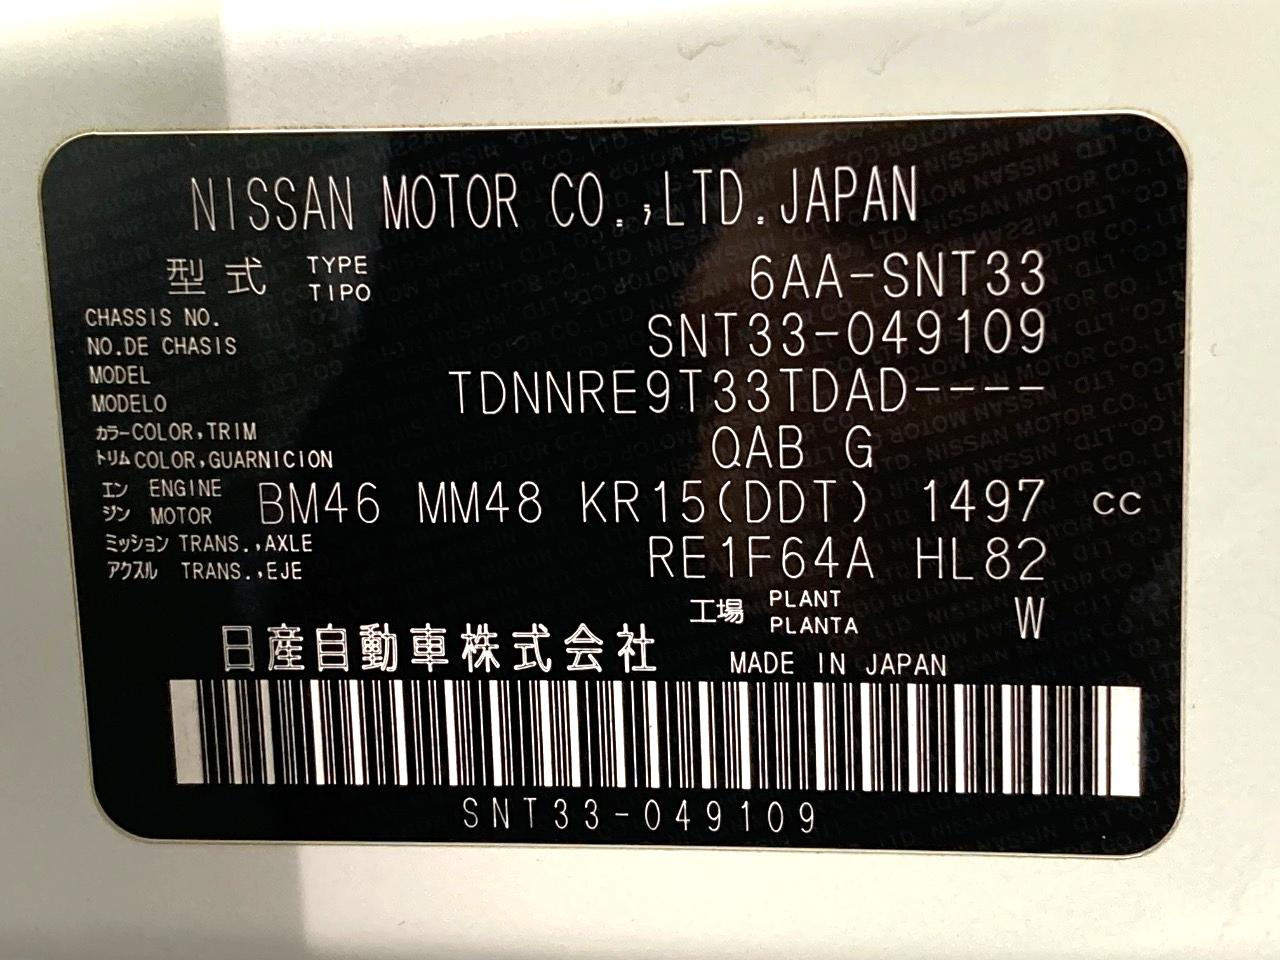 NISSAN MOTOR CO.,LTD.JAPAN
型式 TYPE TIPO 6AA-SNT33
CHASSIS NO. NO.DE CHASIS SNT33-049109
MODEL MODELO TDNNRE9T33TDAD----
カラー COLOR,TRIM
トリム COLOR,GUARNICION QAB G
エンジン ENGINE MOTOR BM46 MM48 KR15(DDT) 1497 cc
ミッション TRANS.,AXLE
アクスル TRANS.,EJE RE1F64A HL82
工場 PLANT PLANTA W
日産自動車株式会社 MADE IN JAPAN
SNT33-049109